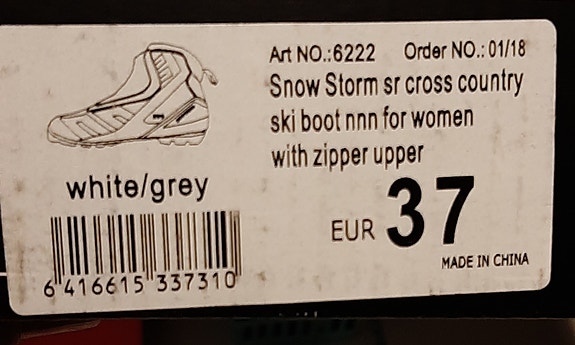 Art NO.:6222 Order NO.: 01/18
Snow Storm sr cross country
ski boot nnn for women
with zipper upper
white/grey
EUR 37
6 416615 337310
MADE IN CHINA